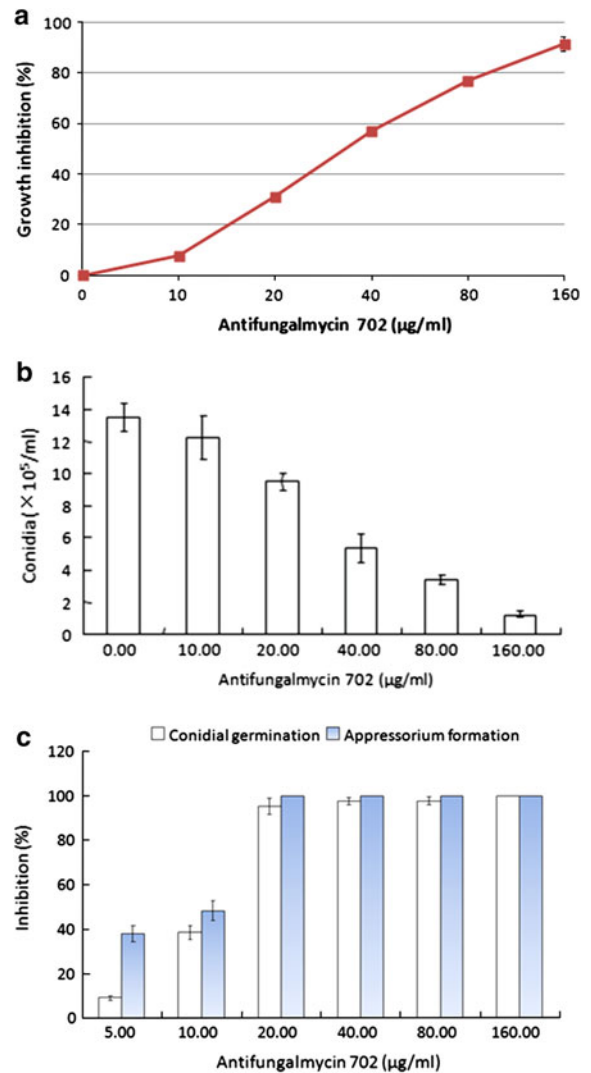 a
Growth inhibition (%)
100
80
60
40
20
0
0 10 20 40 80 160
Antifungalmycin 702 (μg/ml)
b
Conidia(×10⁵/ml)
16
14
12
10
8
6
4
2
0
0.00 10.00 20.00 40.00 80.00 160.00
Antifungalmycin 702 (μg/ml)
c
Conidial germination Appressorium formation
Inhibition (%)
120
100
80
60
40
20
0
5.00 10.00 20.00 40.00 80.00 160.00
Antifungalmycin 702 (μg/ml)